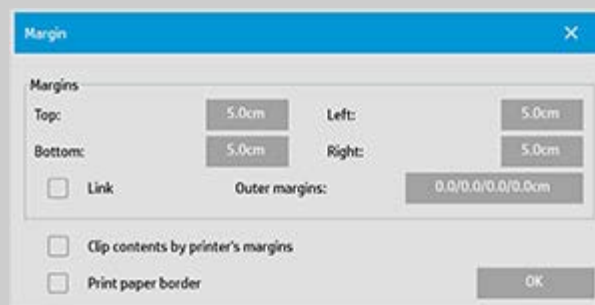 Margin
Margins
Top: 5.0cm Left: 5.0cm
Bottom: 5.0cm Right: 5.0cm
Link Outer margins: 0.0/0.0/0.0/0.0cm
Clip contents by printer's margins
Print paper border OK